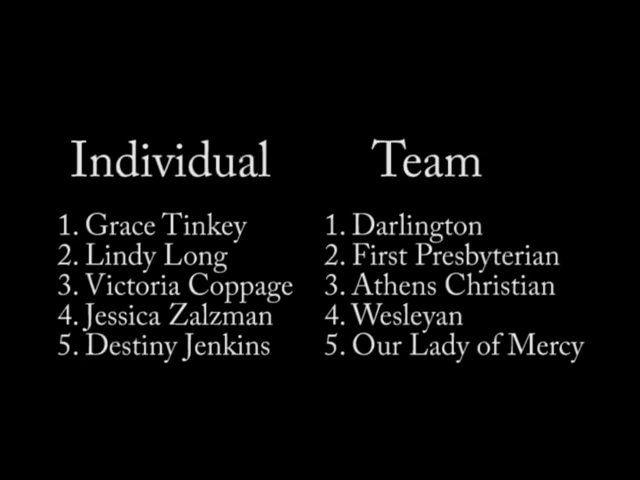 Individual
1. Grace Tinkey
2. Lindy Long
3. Victoria Coppage
4. Jessica Zalzman
5. Destiny Jenkins
Team
1. Darlington
2. First Presbyterian
3. Athens Christian
4. Wesleyan
5. Our Lady of Mercy